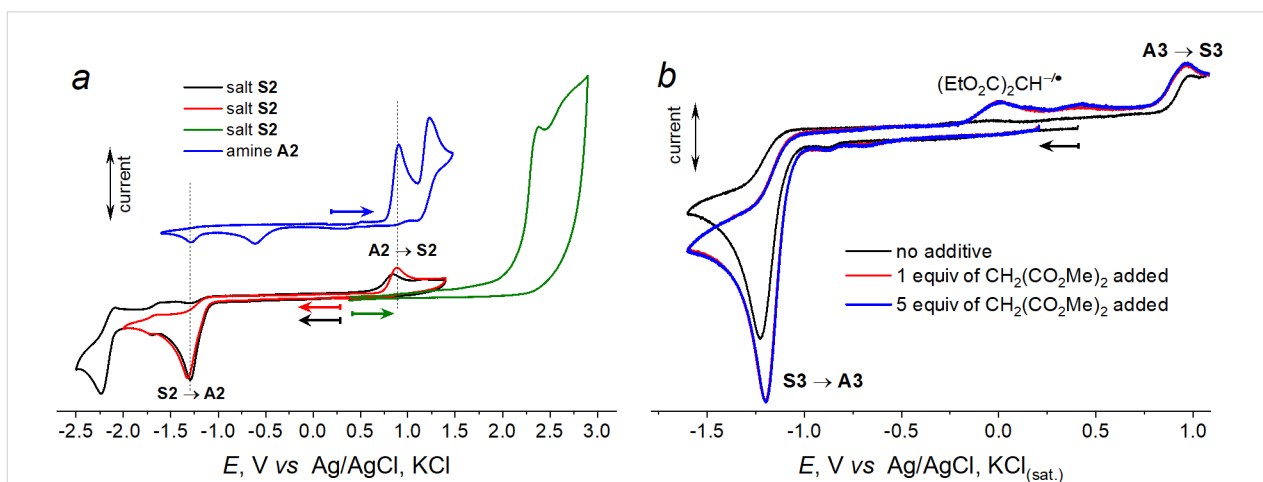 a
salt S2
salt S2
salt S2
amine A2
current
A2 → S2
S2 → A2
-2.5 -2.0 -1.5 -1.0 -0.5 0.0 0.5 1.0 1.5 2.0 2.5 3.0
E, V vs Ag/AgCl, KCl
b
A3 → S3
(EtO₂C)₂CH⁻/•
current
no additive
1 equiv of CH₂(CO₂Me)₂ added
5 equiv of CH₂(CO₂Me)₂ added
S3 → A3
-1.5 -1.0 -0.5 0.0 0.5 1.0
E, V vs Ag/AgCl, KCl(sat.)